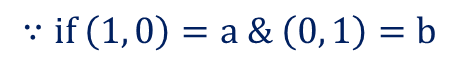 ∵ if (1, 0) = a & (0, 1) = b